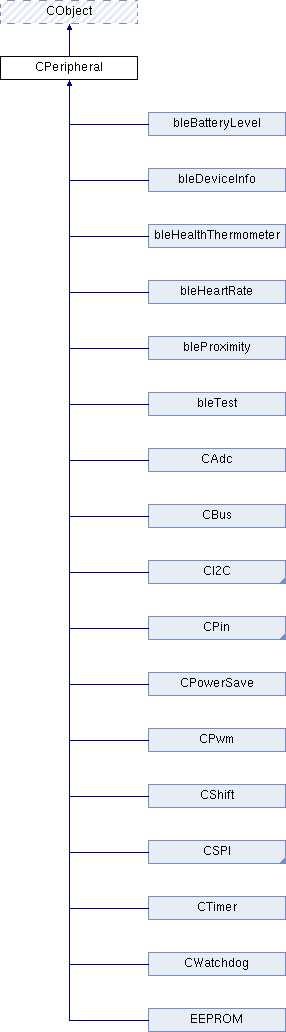 CObject
CPeripheral
bleBatteryLevel
bleDeviceInfo
bleHealthThermometer
bleHeartRate
bleProximity
bleTest
CAdc
CBus
CI2C
CPin
CPowerSave
CPwm
CShift
CSPI
CTimer
CWatchdog
EEPROM